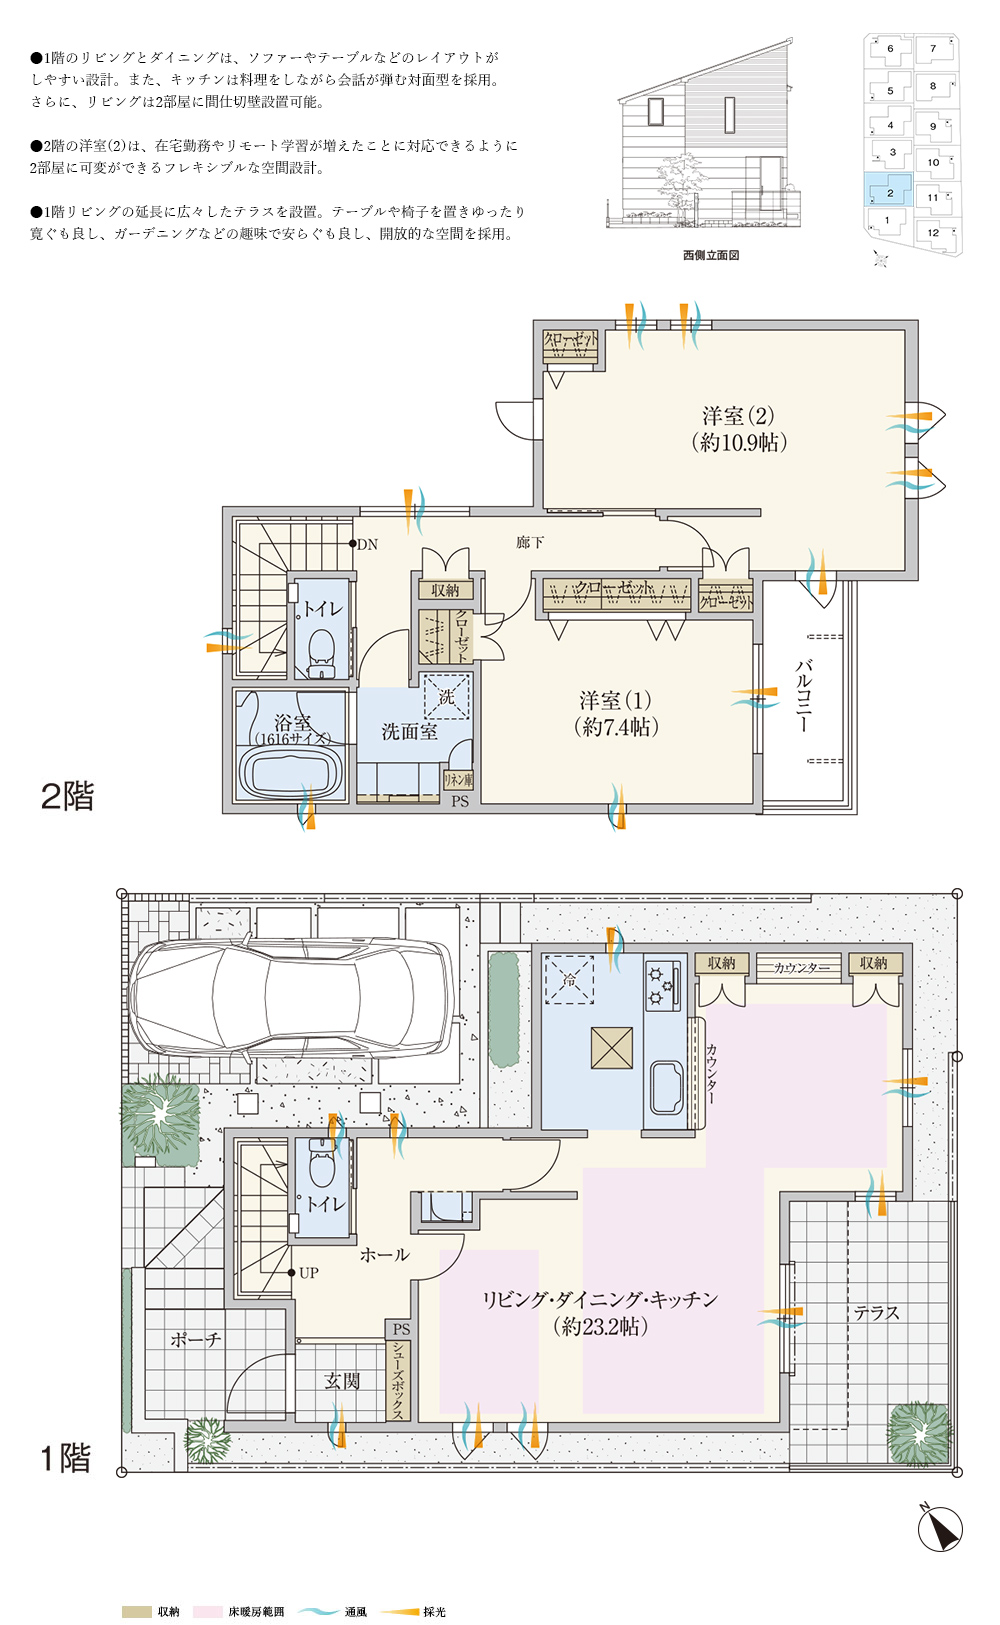 ●1階のリビングとダイニングは、ソファーやテーブルなどのレイアウトが
しやすい設計。また、キッチンは料理をしながら会話が弾む対面型を採用。
さらに、リビングは2部屋に間仕切壁設置可能。
●2階の洋室(2)は、在宅勤務やリモート学習が増えたことに対応できるように
2部屋に可変ができるフレキシブルな空間設計。
●1階リビングの延長に広々したテラスを設置。テーブルや椅子を置きゆったり
寛ぐも良し、ガーデニングなどの趣味で安らぐも良し、開放的な空間を採用。
西側立面図
6
7
5
8
4
9
3
10
2
11
1
12
クローゼット
洋室(2)
(約10.9帖)
DN
廊下
収納
クローゼット
クローゼット
トイレ
クローゼット
洋室(1)
(約7.4帖)
バルコニー
洗
浴室
(1616サイズ)
洗面室
リネン庫
PS
2階
冷
収納
カウンター
収納
カウンター
トイレ
ホール
UP
リビング・ダイニング・キッチン
(約23.2帖)
テラス
PS
ポーチ
シューズボックス
玄関
1階
N
収納
床暖房範囲
通風
採光